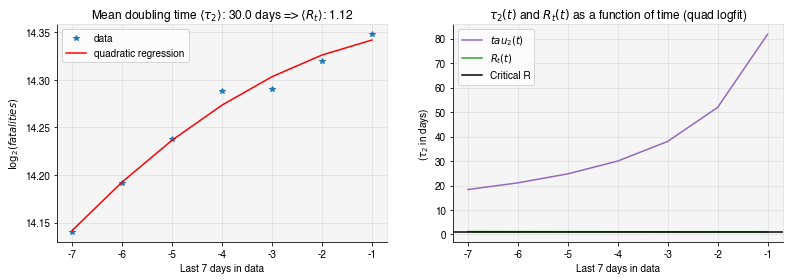 Mean doubling time ⟨τ₂⟩: 30.0 days => ⟨Rₜ⟩: 1.12
data
quadratic regression
14.35
14.30
14.25
14.20
14.15
log₂(fatalities)
-7 -6 -5 -4 -3 -2 -1
Last 7 days in data
τ₂(t) and Rₜ(t) as a function of time (quad logfit)
tau₂(t)
Rₜ(t)
Critical R
80
70
60
50
40
30
20
10
0
(τ₂ in days)
-7 -6 -5 -4 -3 -2 -1
Last 7 days in data